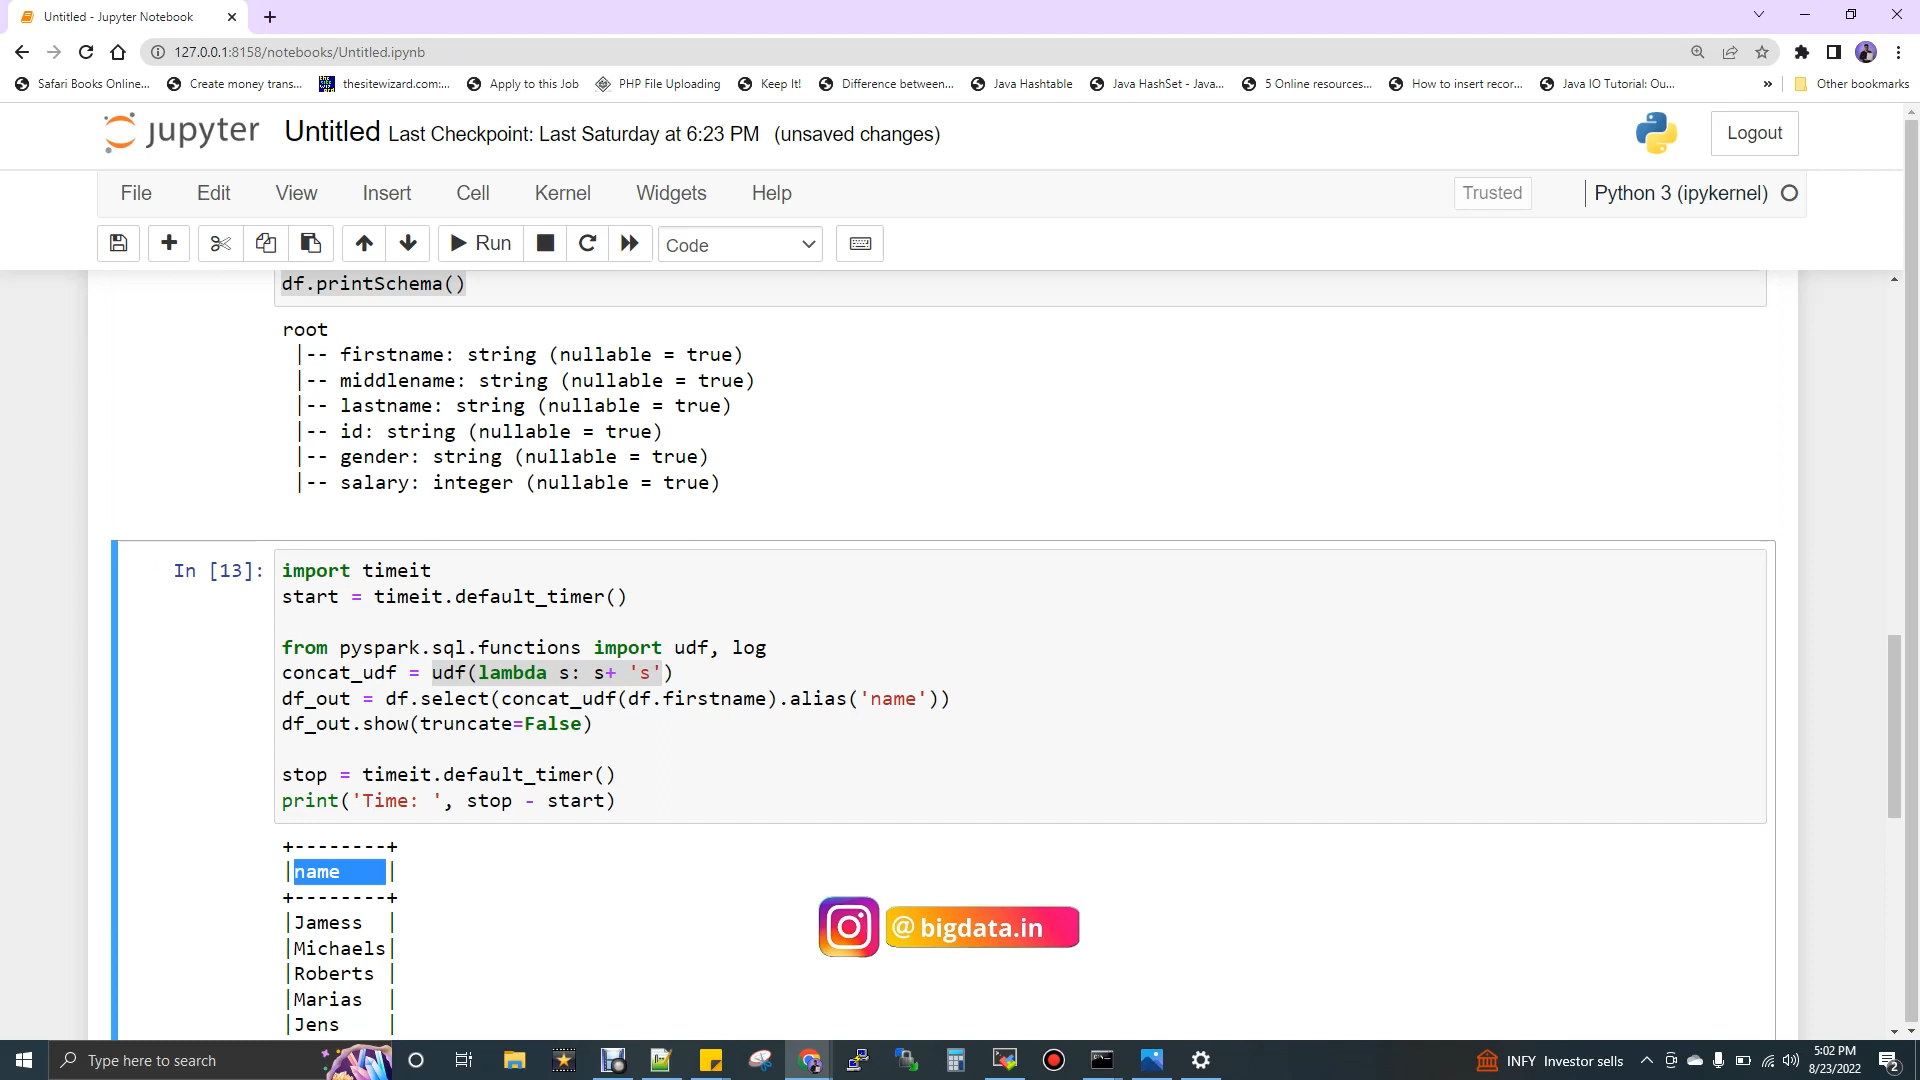 Untitled - Jupyter Notebook
127.0.0.1:8158/notebooks/Untitled.ipynb
Safari Books Online... Create money trans... thesitewizard.com:... Apply to this Job PHP File Uploading Keep It! Difference between... Java Hashtable Java HashSet - Java... 5 Online resources... How to insert recor... Java IO Tutorial: Ou... » Other bookmarks
jupyter Untitled Last Checkpoint: Last Saturday at 6:23 PM (unsaved changes) Logout
File Edit View Insert Cell Kernel Widgets Help Trusted Python 3 (ipykernel)
Run Code
df.printSchema()
root
|-- firstname: string (nullable = true)
|-- middlename: string (nullable = true)
|-- lastname: string (nullable = true)
|-- id: string (nullable = true)
|-- gender: string (nullable = true)
|-- salary: integer (nullable = true)
In [13]: import timeit
start = timeit.default_timer()
from pyspark.sql.functions import udf, log
concat_udf = udf(lambda s: s+ 's')
df_out = df.select(concat_udf(df.firstname).alias('name'))
df_out.show(truncate=False)
stop = timeit.default_timer()
print('Time: ', stop - start)
+--------+
|name    |
+--------+
|Jamess  |
|Michaels|
|Roberts |
|Marias  |
|Jens    |
@ bigdata.in
Type here to search INFY Investor sells 5:02 PM
8/23/2022 2